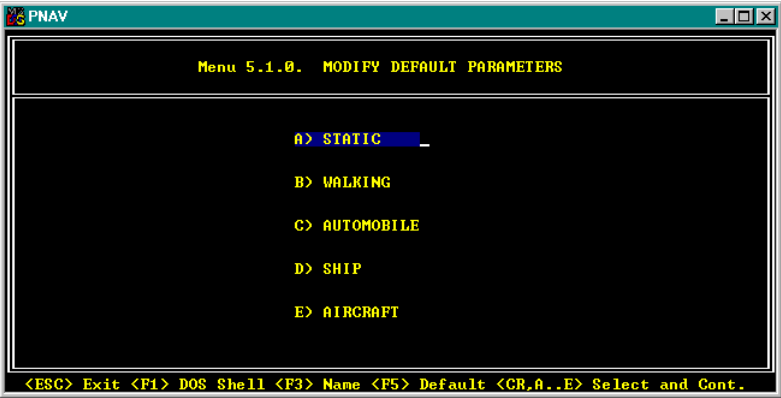 PNAV
Menu 5.1.0. MODIFY DEFAULT PARAMETERS
A) STATIC
B) WALKING
C) AUTOMOBILE
D) SHIP
E) AIRCRAFT
<ESC> Exit <F1> DOS Shell <F3> Name <F5> Default <CR,A..E> Select and Cont.